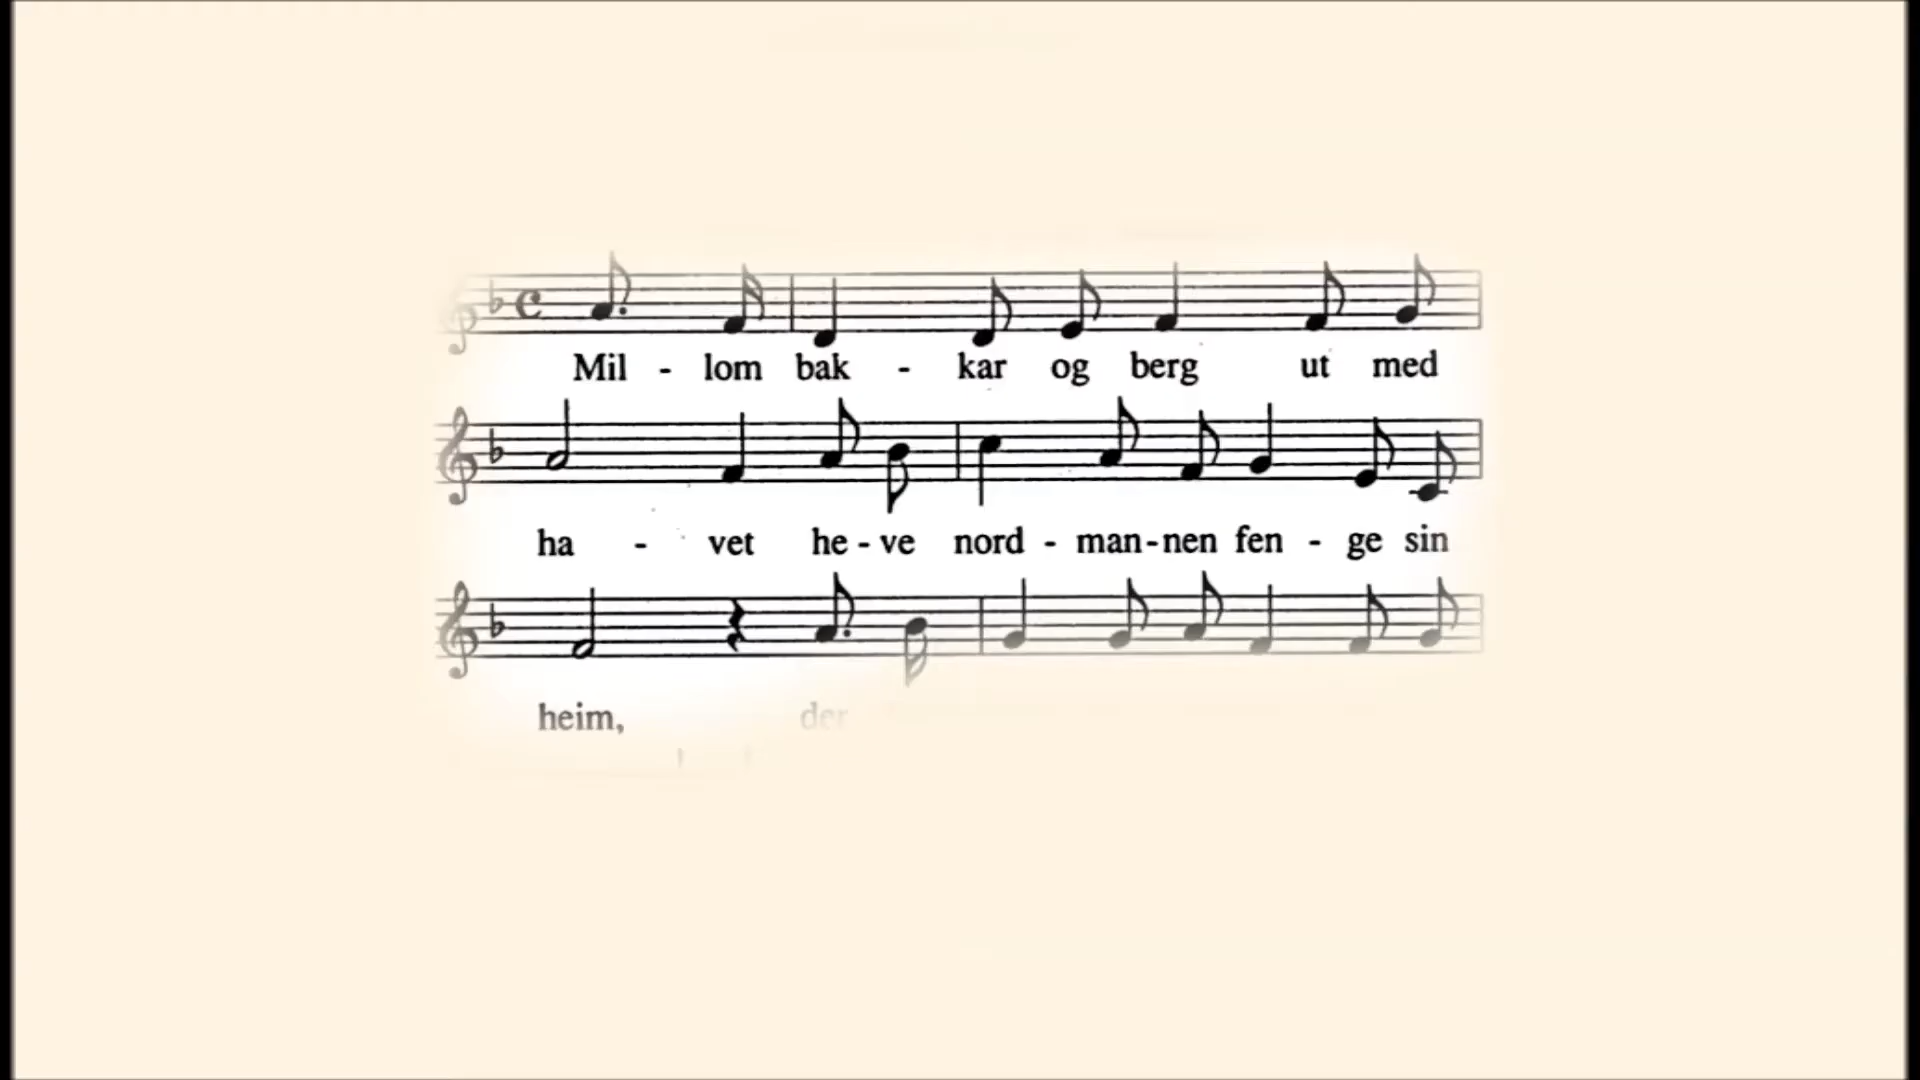 Mil - lom bak - kar og berg ut med
ha - vet he - ve nord - man - nen fen - ge sin
heim, der